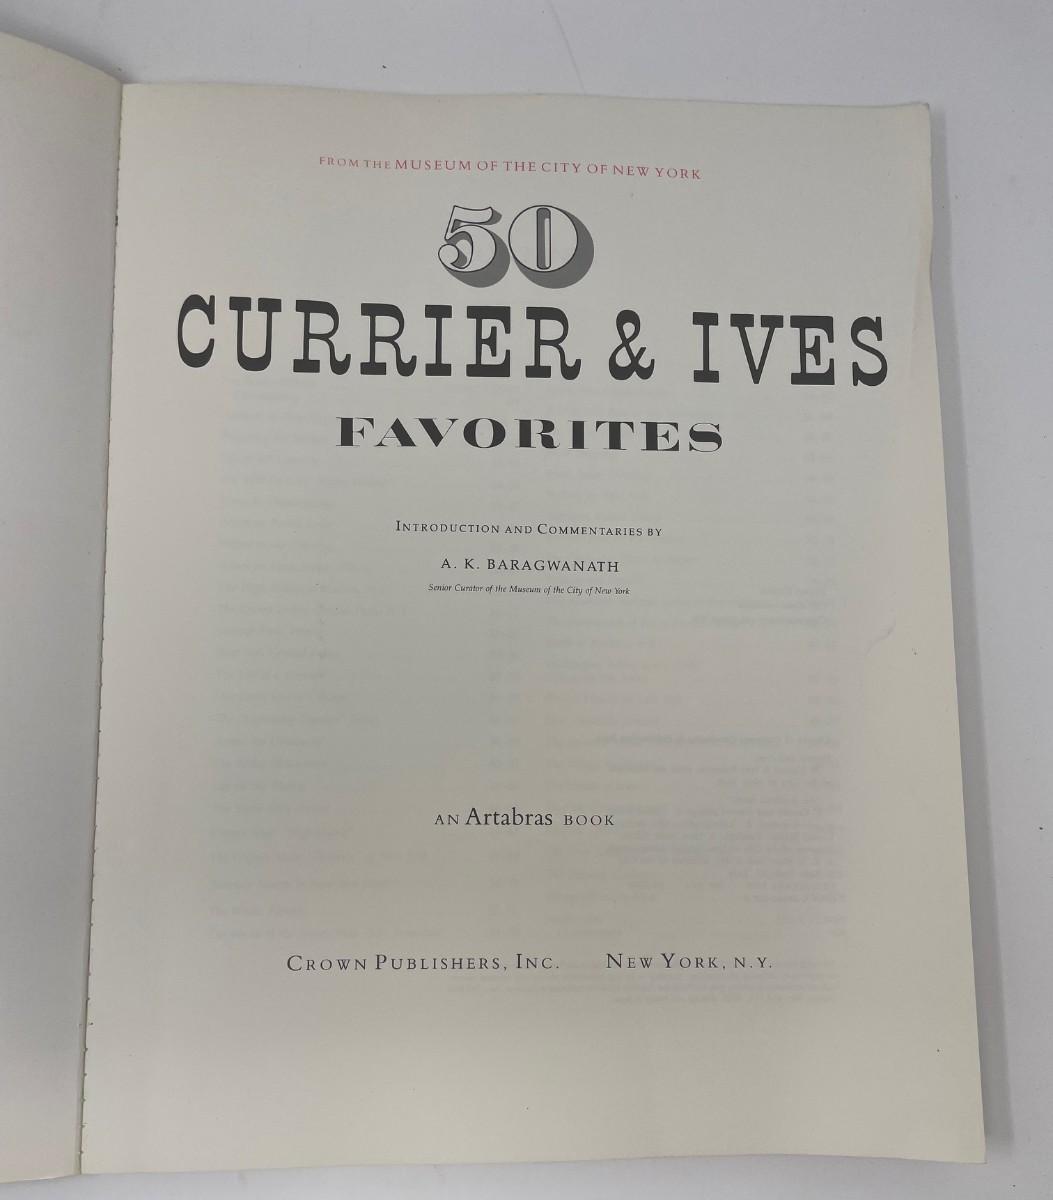 FROM THE MUSEUM OF THE CITY OF NEW YORK
50
CURRIER & IVES
FAVORITES
INTRODUCTION AND COMMENTARIES BY
A. K. BARAGWANATH
Senior Curator of the Museum of the City of New York
AN Artabras BOOK
CROWN PUBLISHERS, INC. NEW YORK, N.Y.